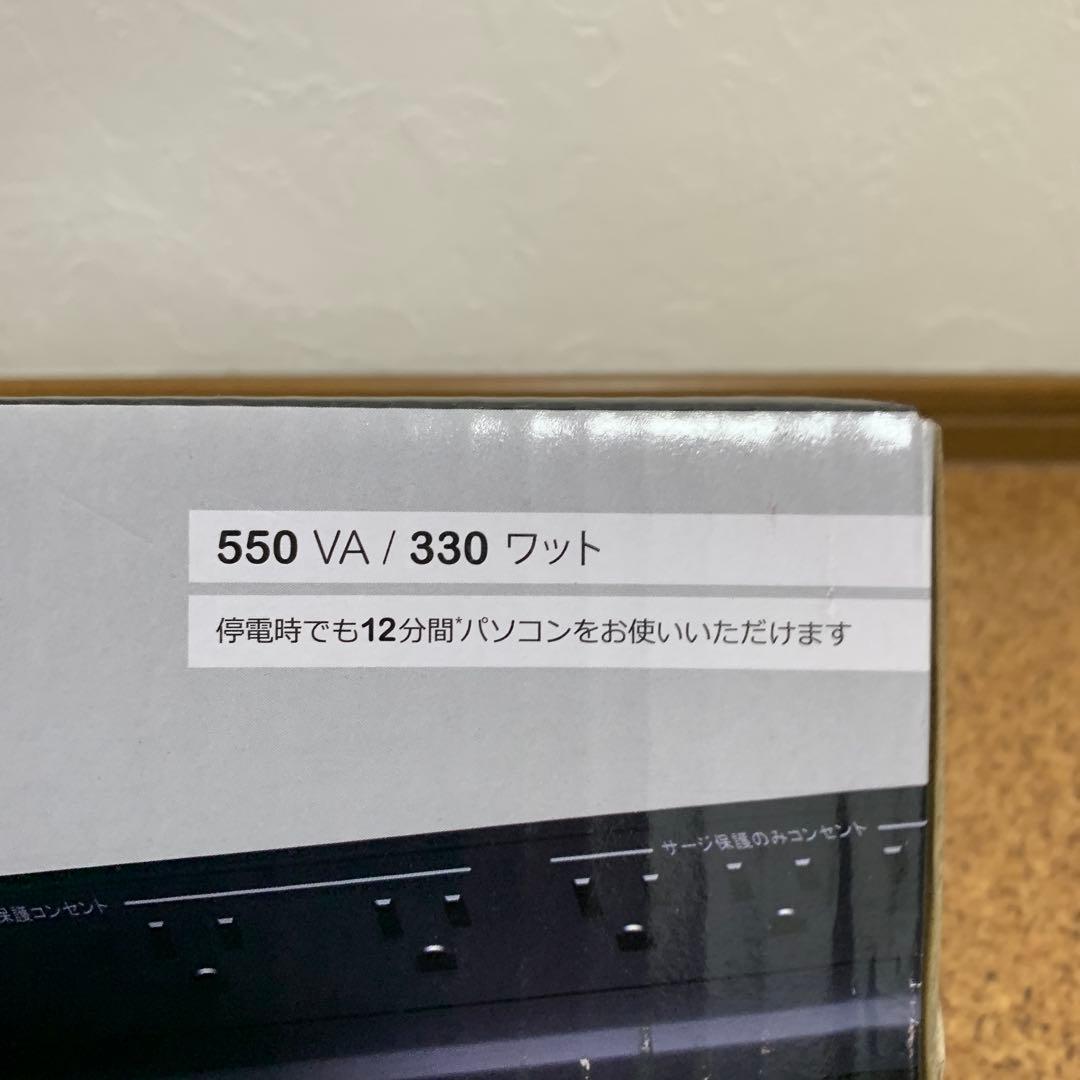 550 VA / 330 ワット
停電時でも12分間*パソコンをお使いいただけます
サージ保護のみコンセント
保護コンセント